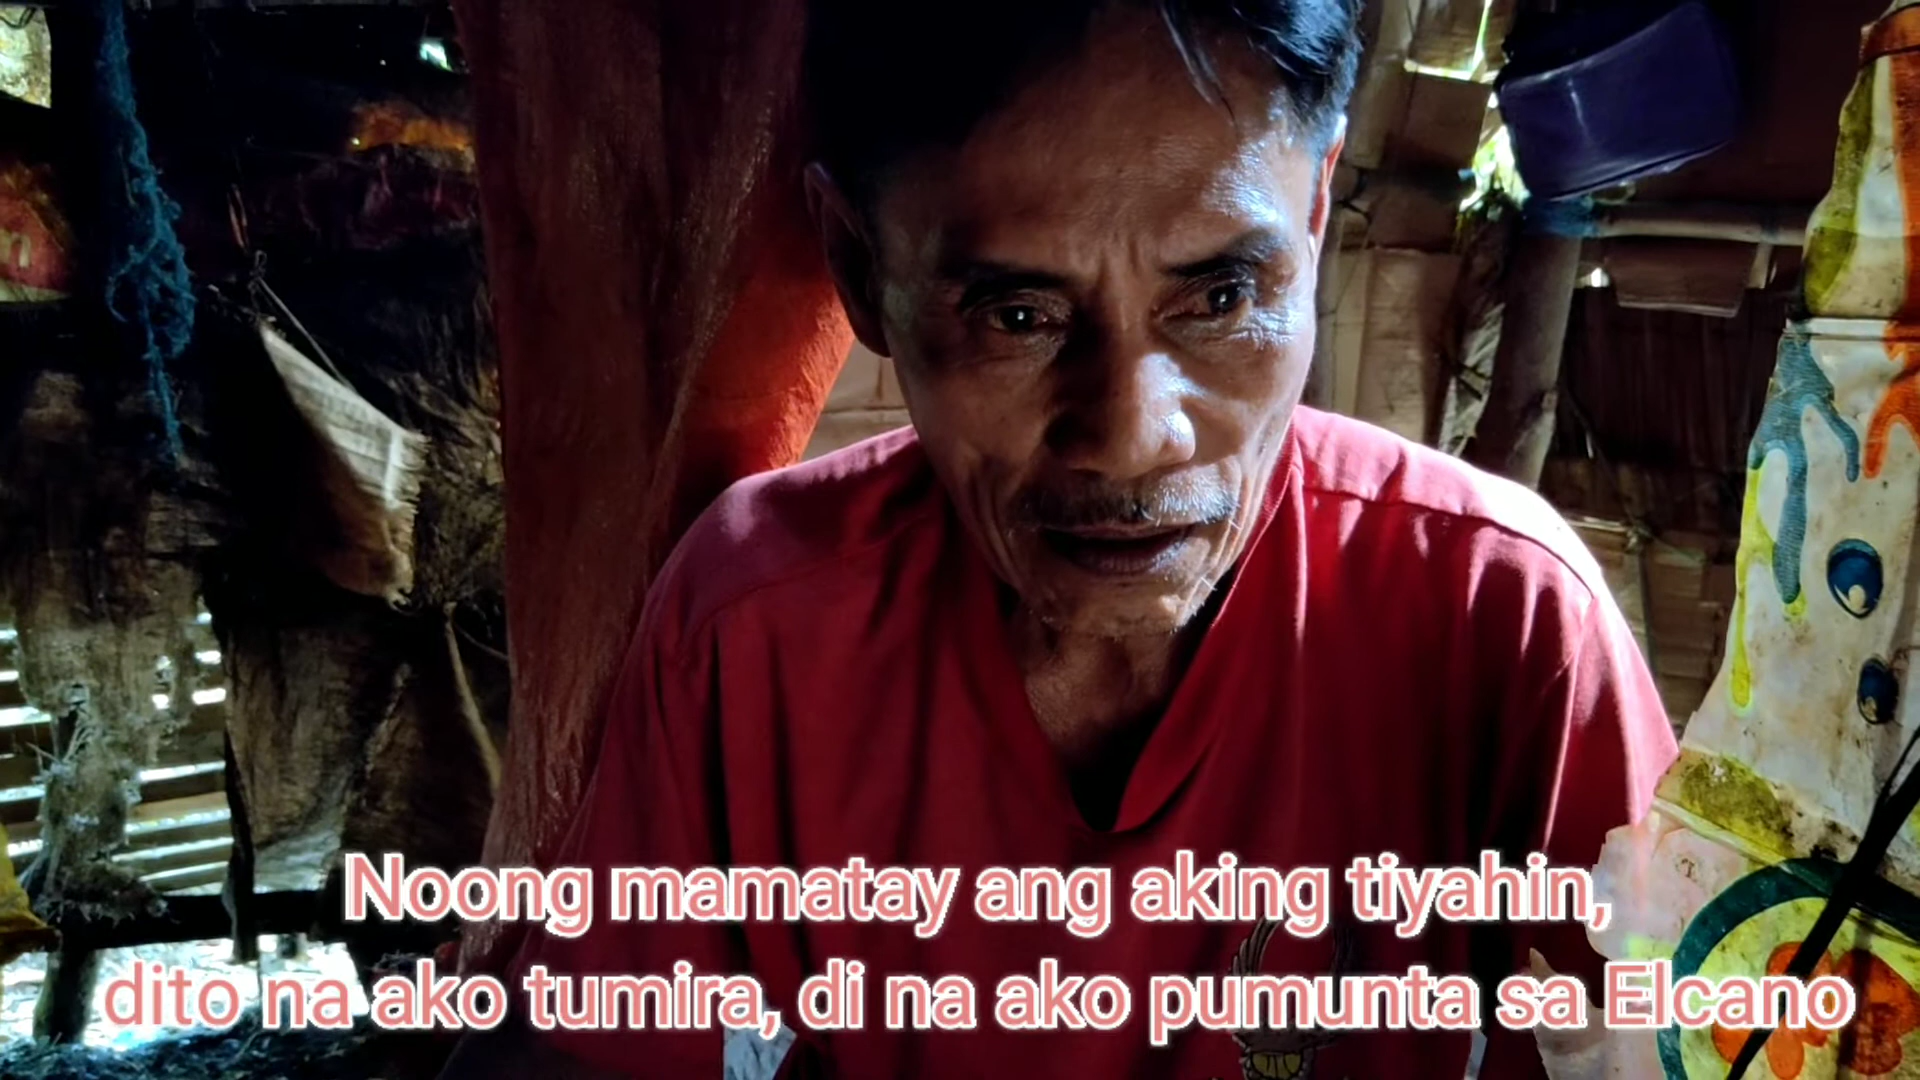 Noong mamatay ang aking tiyahin,
dito na ako tumira, di na ako pumunta sa Elcano